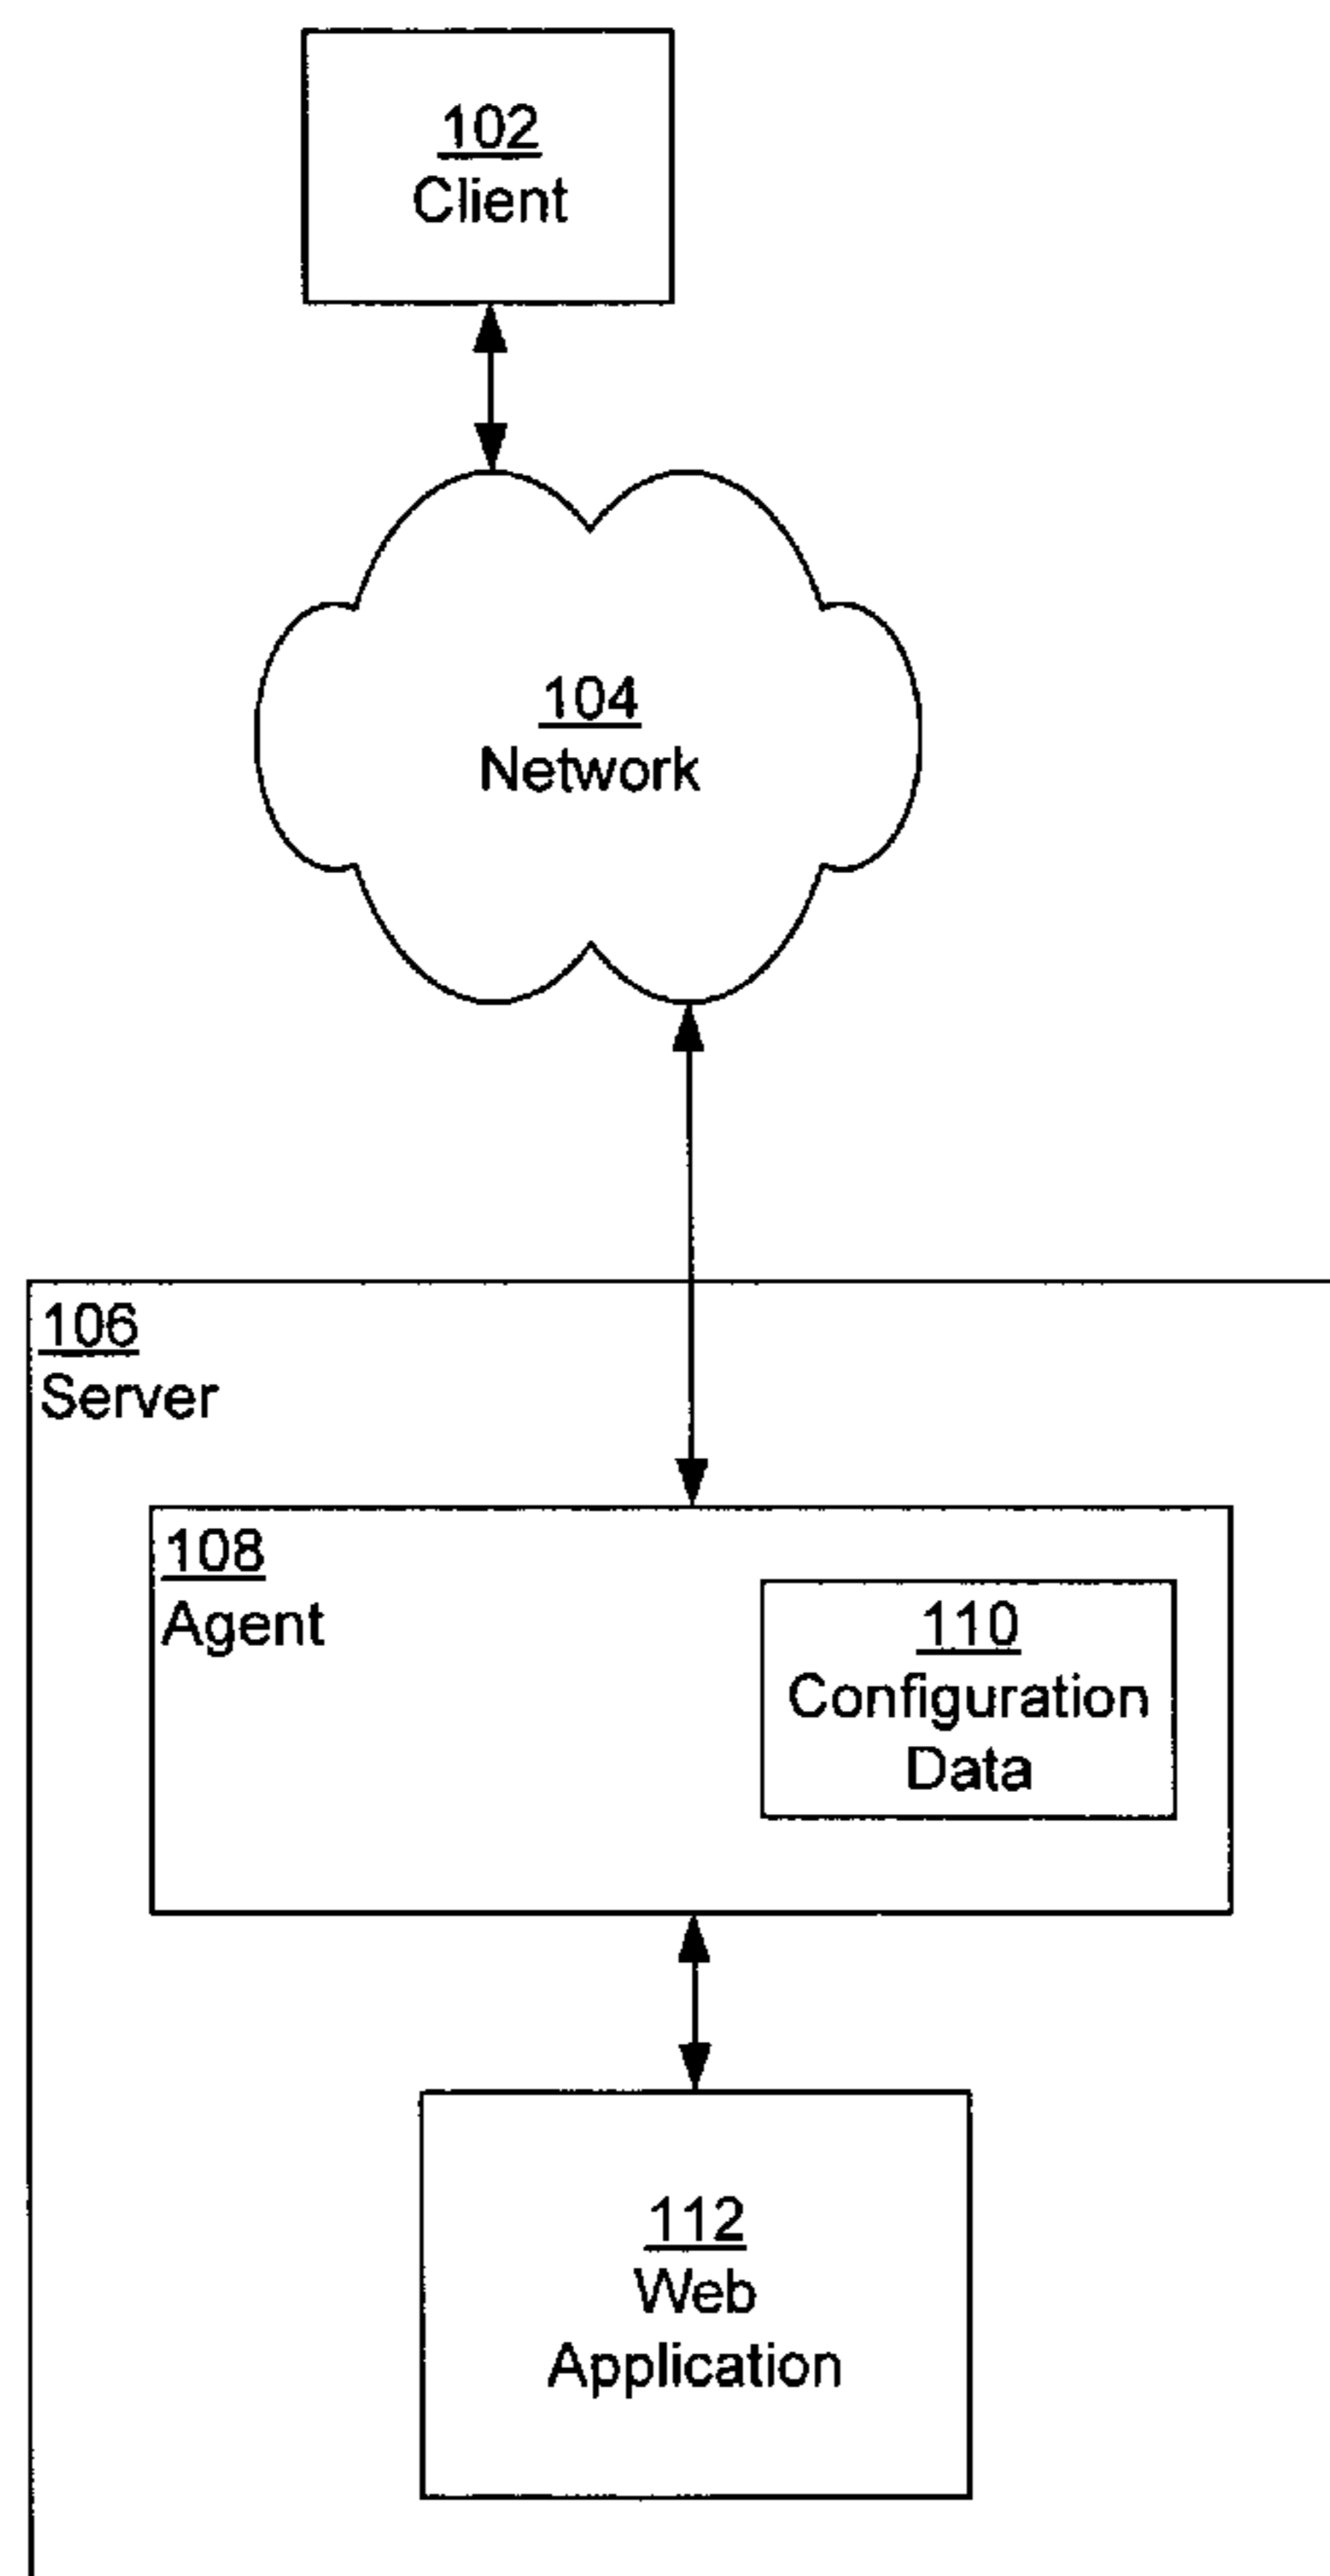 102
Client
104
Network
106
Server
108
Agent
110
Configuration
Data
112
Web
Application